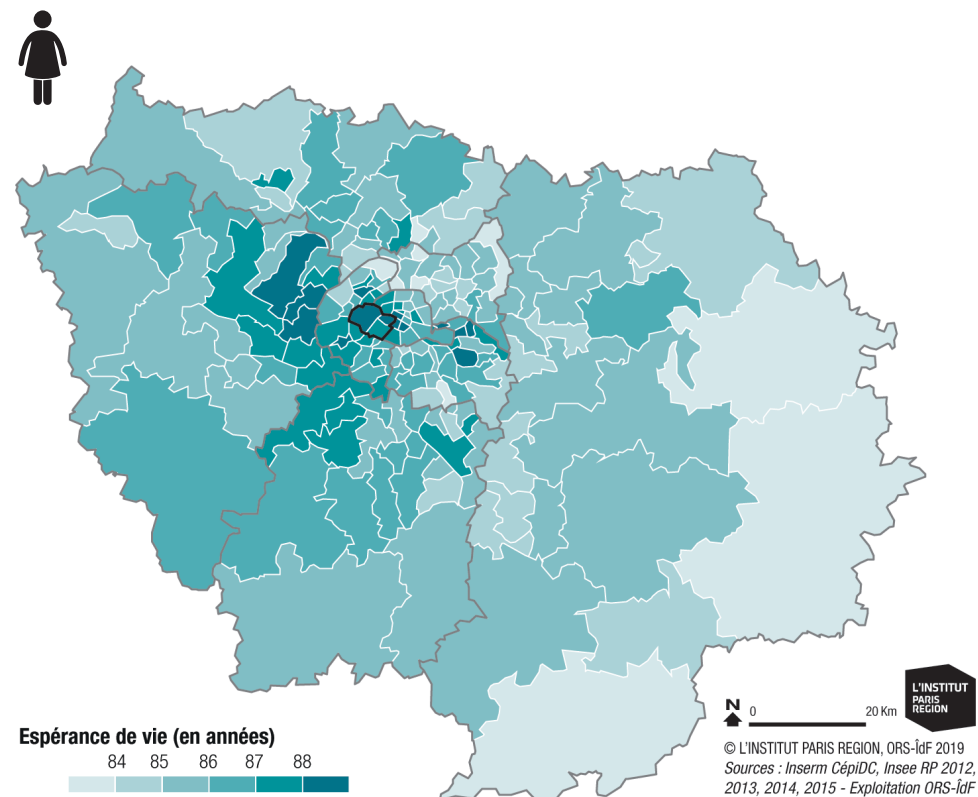 L'INSTITUT
PARIS
REGION
N
0
20 Km
Espérance de vie (en années)
84 85 86 87 88
© L'INSTITUT PARIS REGION, ORS-ÎdF 2019
Sources : Inserm CépiDC, Insee RP 2012,
2013, 2014, 2015 - Exploitation ORS-ÎdF